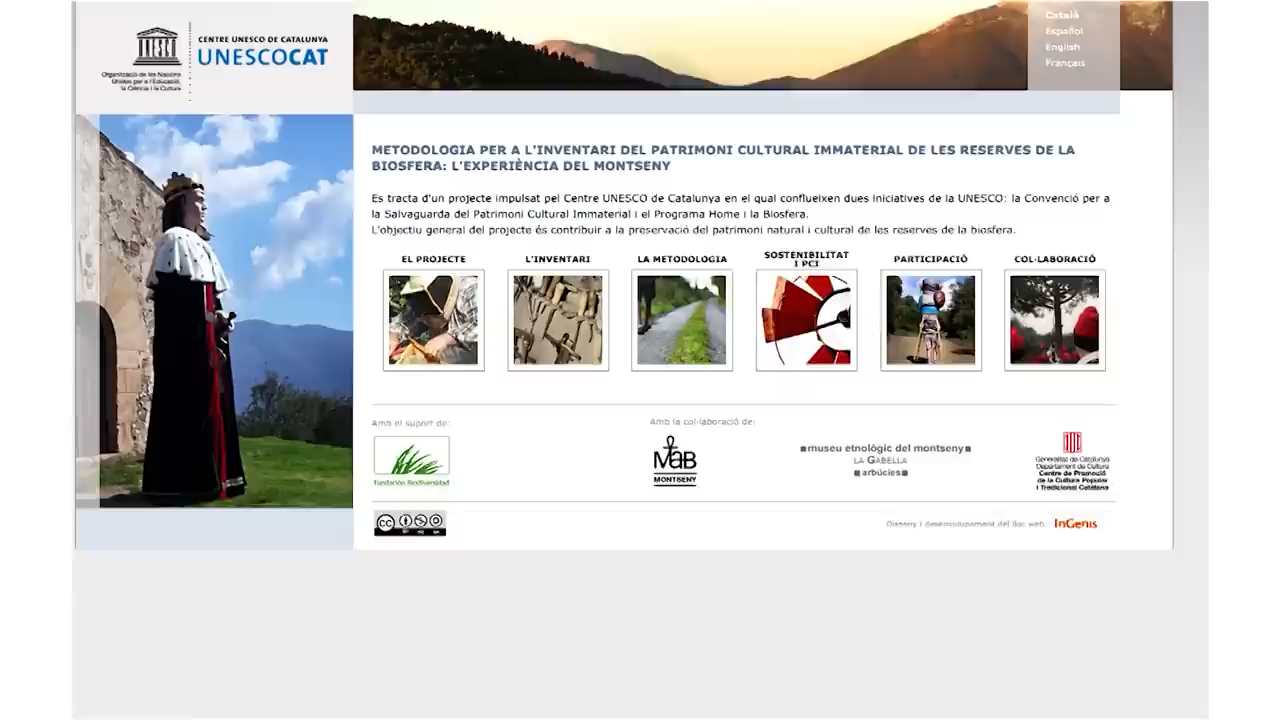 Organització de les Nacions
Unides per a l'Educació,
la Ciència i la Cultura
CENTRE UNESCO DE CATALUNYA
UNESCOCAT
Català
Español
English
Français
METODOLOGIA PER A L'INVENTARI DEL PATRIMONI CULTURAL IMMATERIAL DE LES RESERVES DE LA
BIOSFERA: L'EXPERIÈNCIA DEL MONTSENY
Es tracta d'un projecte impulsat pel Centre UNESCO de Catalunya en el qual conflueixen dues iniciatives de la UNESCO: la Convenció per a
la Salvaguarda del Patrimoni Cultural Immaterial i el Programa Home i la Biosfera.
L'objectiu general del projecte és contribuir a la preservació del patrimoni natural i cultural de les reserves de la biosfera.
EL PROJECTE
L'INVENTARI
LA METODOLOGIA
SOSTENIBILITAT
I PCI
PARTICIPACIÓ
COL·LABORACIÓ
Amb el suport de:
Amb la col·laboració de:
Fundación Biodiversidad
MaB
MONTSENY
museu etnològic del montseny
LA GABELLA
arbúcies
Generalitat de Catalunya
Departament de Cultura
Centre de Promoció
de la Cultura Popular
i Tradicional Catalana
cc
BY NC SA
Disseny i desenvolupament del lloc web
InGenis